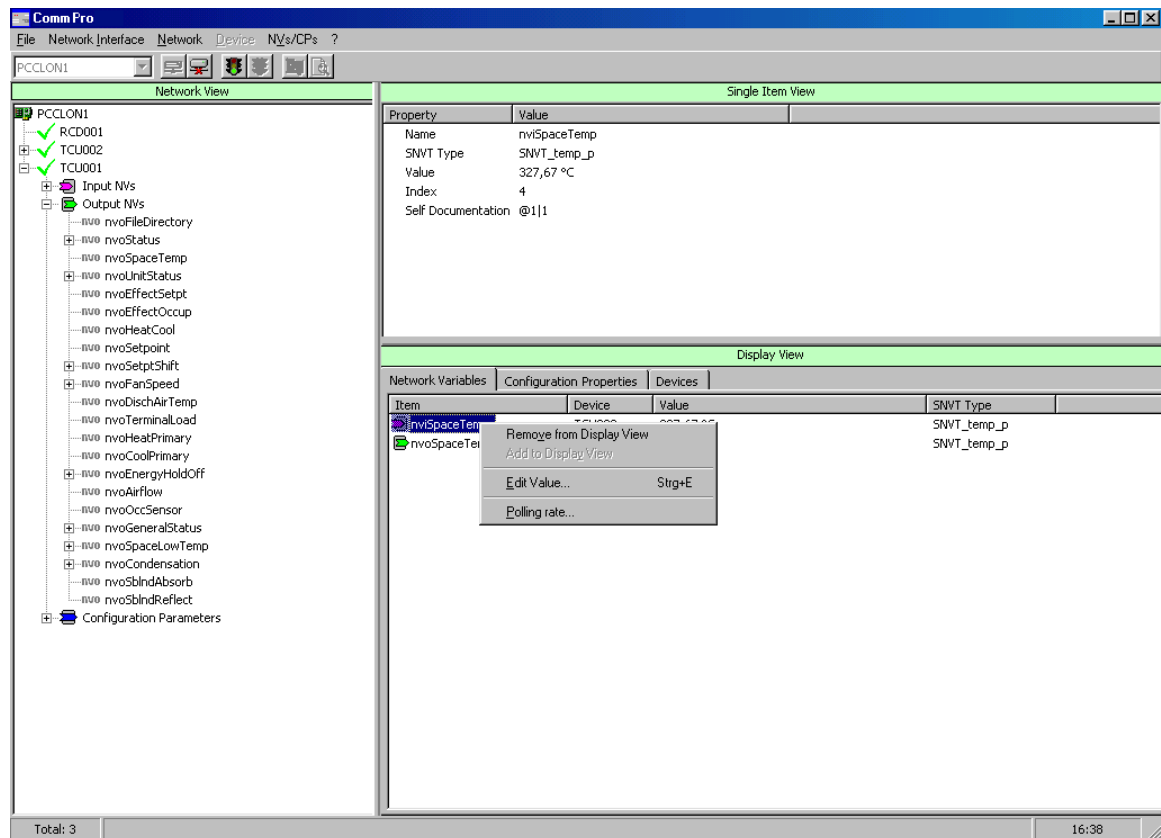 Comm Pro
File Network Interface Network Device NVs/CPs ?
PCCLON1
Network View
PCCLON1
RCD001
TCU002
TCU001
Input NVs
Output NVs
nvo nvoFileDirectory
nvo nvoStatus
nvo nvoSpaceTemp
nvo nvoUnitStatus
nvo nvoEffectSetpt
nvo nvoEffectOccup
nvo nvoHeatCool
nvo nvoSetpoint
nvo nvoSetptShift
nvo nvoFanSpeed
nvo nvoDischAirTemp
nvo nvoTerminalLoad
nvo nvoHeatPrimary
nvo nvoCoolPrimary
nvo nvoEnergyHoldOff
nvo nvoAirflow
nvo nvoOccSensor
nvo nvoGeneralStatus
nvo nvoSpaceLowTemp
nvo nvoCondensation
nvo nvoSblndAbsorb
nvo nvoSblndReflect
Configuration Parameters
Single Item View
Property Value
Name nviSpaceTemp
SNVT Type SNVT_temp_p
Value 327,67 °C
Index 4
Self Documentation @1|1
Display View
Network Variables Configuration Properties Devices
Item Device Value SNVT Type
nviSpaceTem SNVT_temp_p
nvoSpaceTe SNVT_temp_p
Remove from Display View
Add to Display View
Edit Value... Strg+E
Polling rate...
Total: 3 16:38